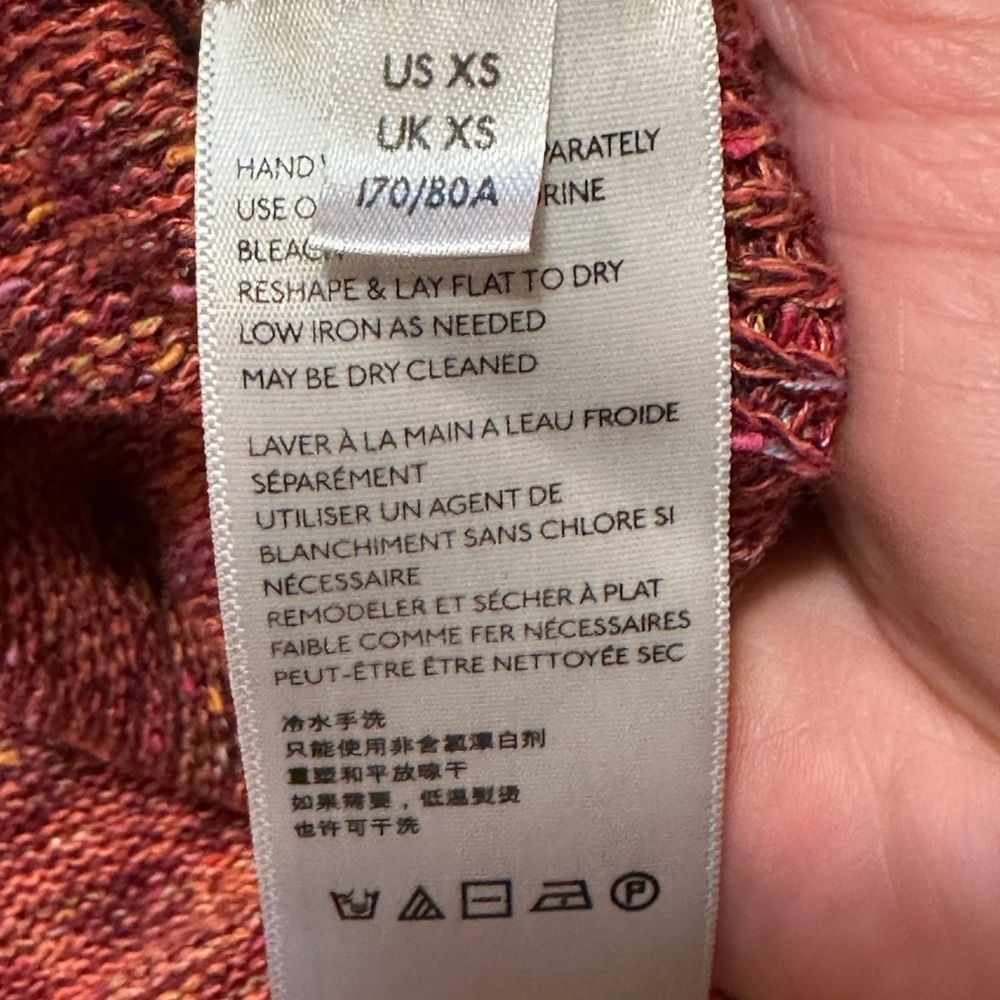 US XS
UK XS
170/80A
HAND
USE
BLEACH
RESHAPE & LAY FLAT TO DRY
LOW IRON AS NEEDED
MAY BE DRY CLEANED
LAVER À LA MAIN A LEAU FROIDE
SÉPARÉMENT
UTILISER UN AGENT DE
BLANCHIMENT SANS CHLORE SI
NÉCESSAIRE
REMODELER ET SÉCHER À PLAT
FAIBLE COMME FER NÉCESSAIRES
PEUT-ÊTRE ÊTRE NETTOYÉE SEC
冷水手洗
只能使用非含氯漂白剂
重塑和平放晾干
如果需要，低温熨烫
也许可干洗
P